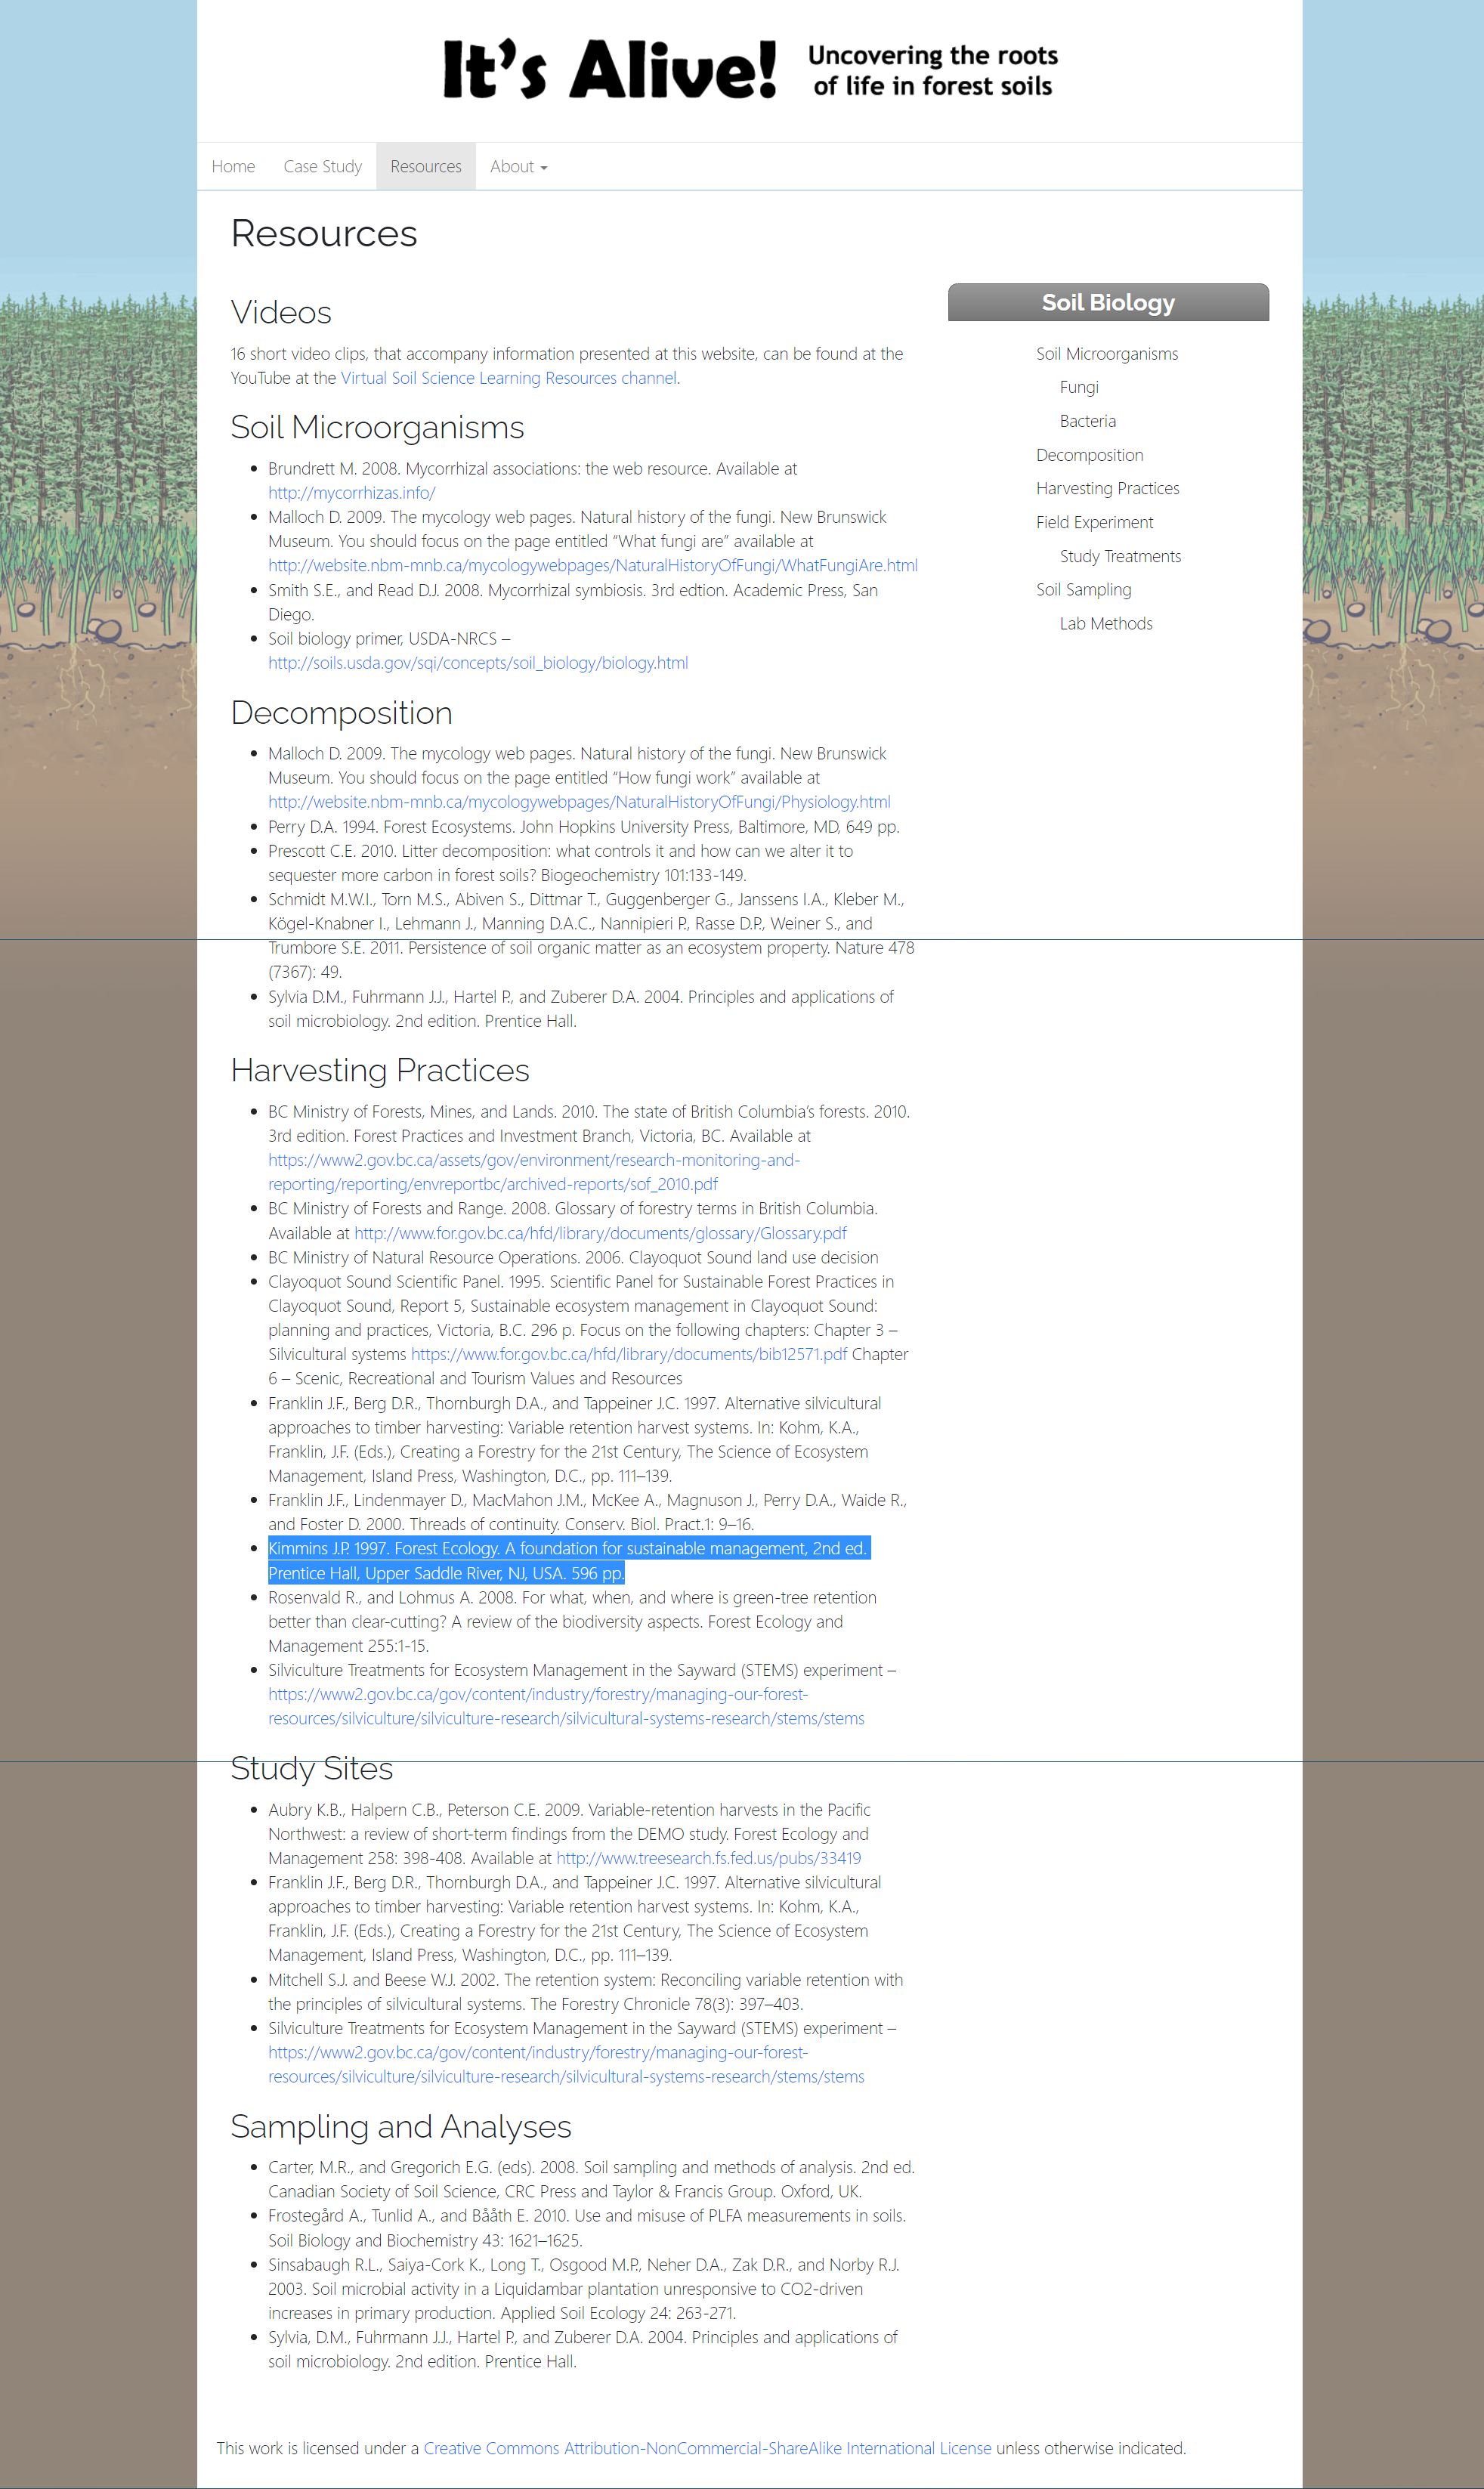 It's Alive!
Uncovering the roots
of life in forest soils
Home
Case Study
Resources
About
Resources
Videos
16 short video clips, that accompany information presented at this website, can be found at the
YouTube at the Virtual Soil Science Learning Resources channel.
Soil Microorganisms
Brundrett M. 2008. Mycorrhizal associations: the web resource. Available at
http://mycorrhizas.info/
Malloch D. 2009. The mycology web pages. Natural history of the fungi. New Brunswick
Museum. You should focus on the page entitled “What fungi are” available at
http://website.nbm-mnb.ca/mycologywebpages/NaturalHistoryOfFungi/WhatFungiAre.html
Smith S.E., and Read D.J. 2008. Mycorrhizal symbiosis. 3rd edtion. Academic Press, San
Diego.
Soil biology primer, USDA-NRCS –
http://soils.usda.gov/sqi/concepts/soil_biology/biology.html
Decomposition
Malloch D. 2009. The mycology web pages. Natural history of the fungi. New Brunswick
Museum. You should focus on the page entitled “How fungi work” available at
http://website.nbm-mnb.ca/mycologywebpages/NaturalHistoryOfFungi/Physiology.html
Perry D.A. 1994. Forest Ecosystems. John Hopkins University Press, Baltimore, MD, 649 pp.
Prescott C.E. 2010. Litter decomposition: what controls it and how can we alter it to
sequester more carbon in forest soils? Biogeochemistry 101:133-149.
Schmidt M.W.I., Torn M.S., Abiven S., Dittmar T., Guggenberger G., Janssens I.A., Kleber M.,
Kögel-Knabner I., Lehmann J., Manning D.A.C., Nannipieri P., Rasse D.P., Weiner S., and
Trumbore S.E. 2011. Persistence of soil organic matter as an ecosystem property. Nature 478
(7367): 49.
Sylvia D.M., Fuhrmann J.J., Hartel P., and Zuberer D.A. 2004. Principles and applications of
soil microbiology. 2nd edition. Prentice Hall.
Harvesting Practices
BC Ministry of Forests, Mines, and Lands. 2010. The state of British Columbia’s forests. 2010.
3rd edition. Forest Practices and Investment Branch, Victoria, BC. Available at
https://www2.gov.bc.ca/assets/gov/environment/research-monitoring-and-
reporting/reporting/envreportbc/archived-reports/sof_2010.pdf
BC Ministry of Forests and Range. 2008. Glossary of forestry terms in British Columbia.
Available at http://www.for.gov.bc.ca/hfd/library/documents/glossary/Glossary.pdf
BC Ministry of Natural Resource Operations. 2006. Clayoquot Sound land use decision
Clayoquot Sound Scientific Panel. 1995. Scientific Panel for Sustainable Forest Practices in
Clayoquot Sound, Report 5, Sustainable ecosystem management in Clayoquot Sound:
planning and practices, Victoria, B.C. 296 p. Focus on the following chapters: Chapter 3 –
Silvicultural systems https://www.for.gov.bc.ca/hfd/library/documents/bib12571.pdf Chapter
6 – Scenic, Recreational and Tourism Values and Resources
Franklin J.F., Berg D.R., Thornburgh D.A., and Tappeiner J.C. 1997. Alternative silvicultural
approaches to timber harvesting: Variable retention harvest systems. In: Kohm, K.A.,
Franklin, J.F. (Eds.), Creating a Forestry for the 21st Century, The Science of Ecosystem
Management, Island Press, Washington, D.C., pp. 111–139.
Franklin J.F., Lindenmayer D., MacMahon J.M., McKee A., Magnuson J., Perry D.A., Waide R.,
and Foster D. 2000. Threads of continuity. Conserv. Biol. Pract.1: 9–16.
Kimmins J.P. 1997. Forest Ecology. A foundation for sustainable management, 2nd ed.
Prentice Hall, Upper Saddle River, NJ, USA. 596 pp.
Rosenvald R., and Lohmus A. 2008. For what, when, and where is green-tree retention
better than clear-cutting? A review of the biodiversity aspects. Forest Ecology and
Management 255:1-15.
Silviculture Treatments for Ecosystem Management in the Sayward (STEMS) experiment –
https://www2.gov.bc.ca/gov/content/industry/forestry/managing-our-forest-
resources/silviculture/silviculture-research/silvicultural-systems-research/stems/stems
Study Sites
Aubry K.B., Halpern C.B., Peterson C.E. 2009. Variable-retention harvests in the Pacific
Northwest: a review of short-term findings from the DEMO study. Forest Ecology and
Management 258: 398-408. Available at http://www.treesearch.fs.fed.us/pubs/33419
Franklin J.F., Berg D.R., Thornburgh D.A., and Tappeiner J.C. 1997. Alternative silvicultural
approaches to timber harvesting: Variable retention harvest systems. In: Kohm, K.A.,
Franklin, J.F. (Eds.), Creating a Forestry for the 21st Century, The Science of Ecosystem
Management, Island Press, Washington, D.C., pp. 111–139.
Mitchell S.J. and Beese W.J. 2002. The retention system: Reconciling variable retention with
the principles of silvicultural systems. The Forestry Chronicle 78(3): 397–403.
Silviculture Treatments for Ecosystem Management in the Sayward (STEMS) experiment –
https://www2.gov.bc.ca/gov/content/industry/forestry/managing-our-forest-
resources/silviculture/silviculture-research/silvicultural-systems-research/stems/stems
Sampling and Analyses
Carter, M.R., and Gregorich E.G. (eds). 2008. Soil sampling and methods of analysis. 2nd ed.
Canadian Society of Soil Science, CRC Press and Taylor & Francis Group. Oxford, UK.
Frostegård A., Tunlid A., and Bååth E. 2010. Use and misuse of PLFA measurements in soils.
Soil Biology and Biochemistry 43: 1621–1625.
Sinsabaugh R.L., Saiya-Cork K., Long T., Osgood M.P., Neher D.A., Zak D.R., and Norby R.J.
2003. Soil microbial activity in a Liquidambar plantation unresponsive to CO2-driven
increases in primary production. Applied Soil Ecology 24: 263-271.
Sylvia, D.M., Fuhrmann J.J., Hartel P., and Zuberer D.A. 2004. Principles and applications of
soil microbiology. 2nd edition. Prentice Hall.
Soil Biology
Soil Microorganisms
Fungi
Bacteria
Decomposition
Harvesting Practices
Field Experiment
Study Treatments
Soil Sampling
Lab Methods
This work is licensed under a Creative Commons Attribution-NonCommercial-ShareAlike International License unless otherwise indicated.